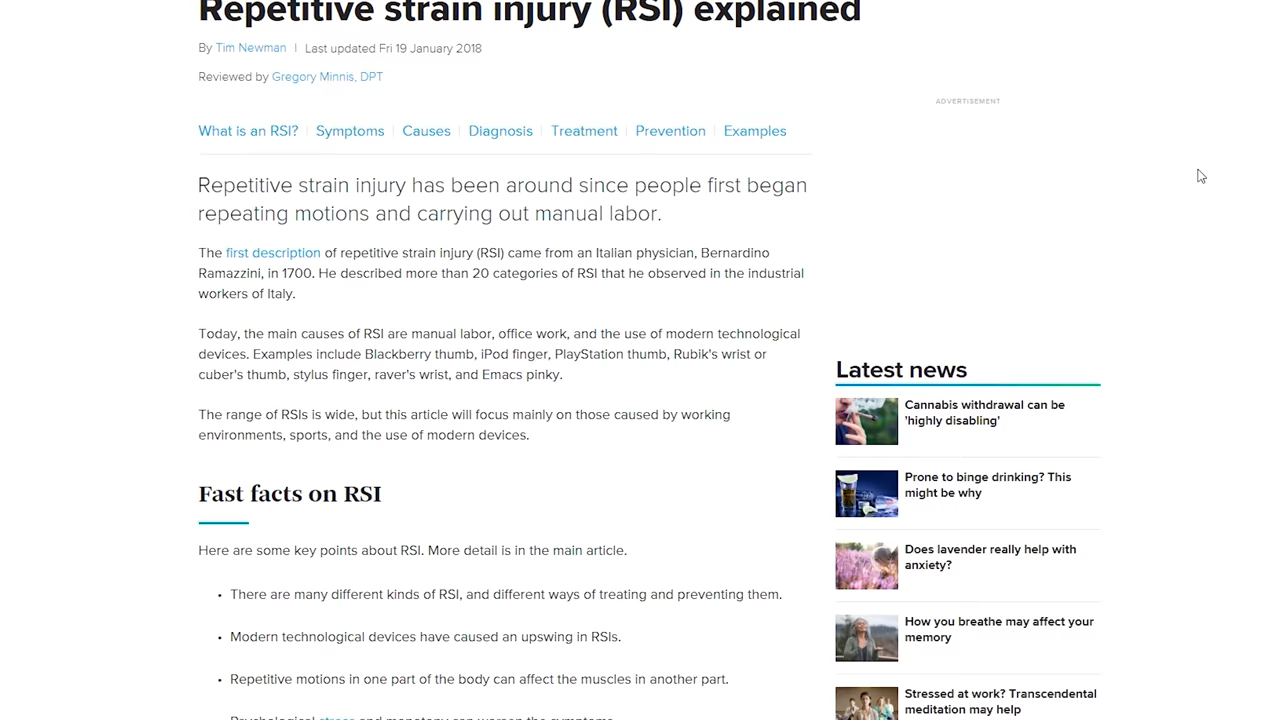 Repetitive strain injury (RSI) explained
By Tim Newman | Last updated Fri 19 January 2018
Reviewed by Gregory Minnis, DPT
ADVERTISEMENT
What is an RSI? | Symptoms | Causes | Diagnosis | Treatment | Prevention | Examples
Repetitive strain injury has been around since people first began
repeating motions and carrying out manual labor.
The first description of repetitive strain injury (RSI) came from an Italian physician, Bernardino
Ramazzini, in 1700. He described more than 20 categories of RSI that he observed in the industrial
workers of Italy.
Today, the main causes of RSI are manual labor, office work, and the use of modern technological
devices. Examples include Blackberry thumb, iPod finger, PlayStation thumb, Rubik's wrist or
cuber's thumb, stylus finger, raver's wrist, and Emacs pinky.
The range of RSIs is wide, but this article will focus mainly on those caused by working
environments, sports, and the use of modern devices.
Fast facts on RSI
Here are some key points about RSI. More detail is in the main article.
• There are many different kinds of RSI, and different ways of treating and preventing them.
• Modern technological devices have caused an upswing in RSIs.
• Repetitive motions in one part of the body can affect the muscles in another part.
• Psychological stress and monotony can worsen the symptoms.
Latest news
Cannabis withdrawal can be
'highly disabling'
Prone to binge drinking? This
might be why
Does lavender really help with
anxiety?
How you breathe may affect your
memory
Stressed at work? Transcendental
meditation may help